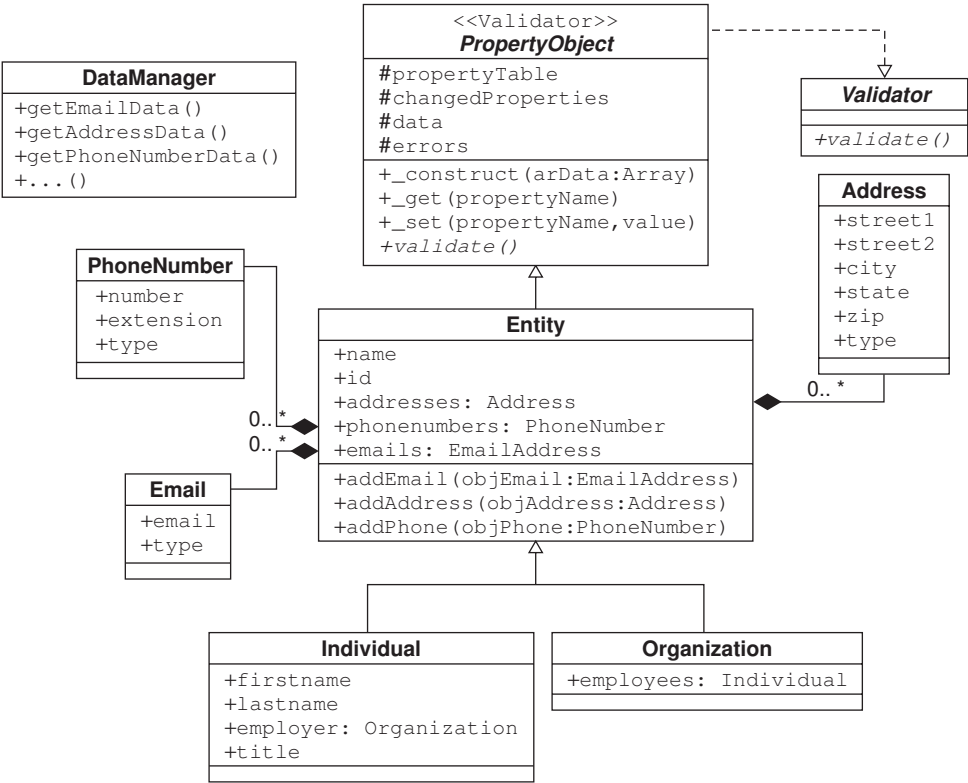 <<Validator>>
PropertyObject
#propertyTable
#changedProperties
#data
#errors
+_construct(arData:Array)
+_get(propertyName)
+_set(propertyName,value)
+validate()
DataManager
+getEmailData()
+getAddressData()
+getPhoneNumberData()
+...()
Validator
+validate()
Address
+street1
+street2
+city
+state
+zip
+type
0.. *
PhoneNumber
+number
+extension
+type
0.. *
0.. *
Entity
+name
+id
+addresses: Address
+phonenumbers: PhoneNumber
+emails: EmailAddress
+addEmail(objEmail:EmailAddress)
+addAddress(objAddress:Address)
+addPhone(objPhone:PhoneNumber)
Email
+email
+type
Individual
+firstname
+lastname
+employer: Organization
+title
Organization
+employees: Individual